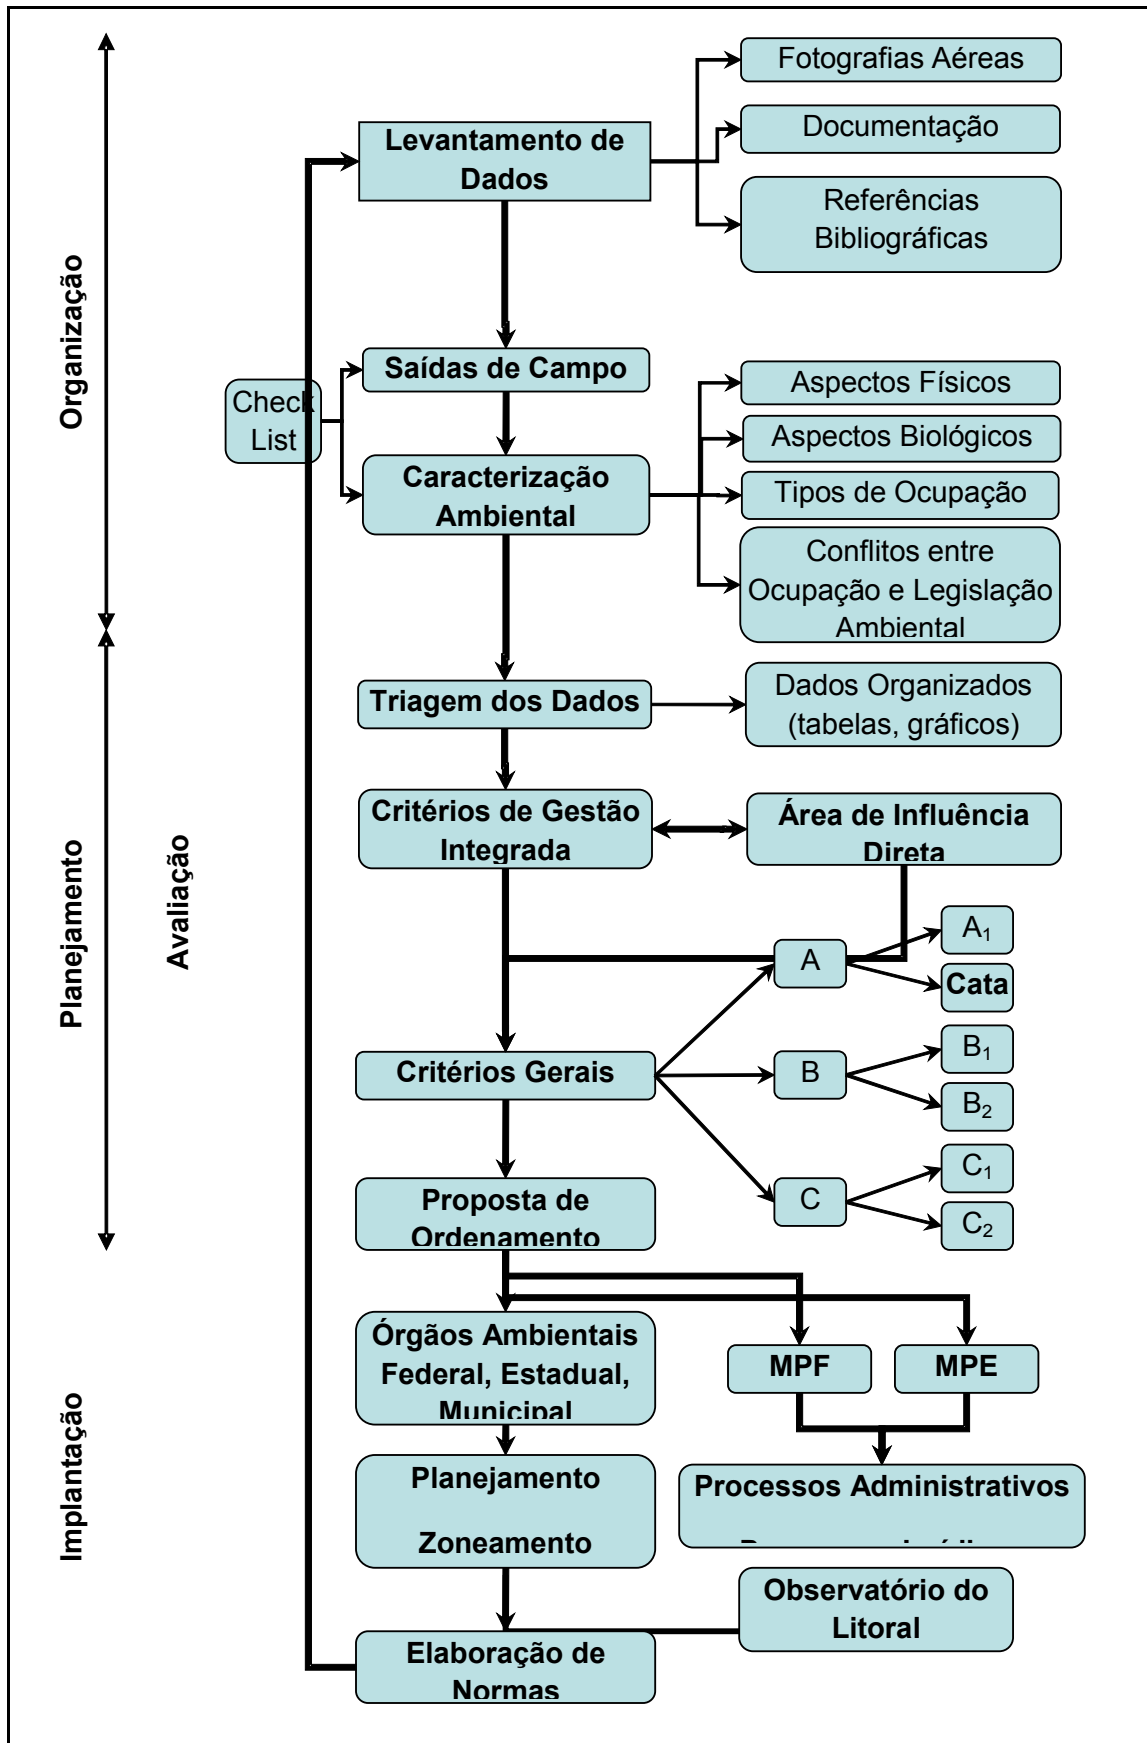 Fotografias Aéreas
Documentação
Levantamento de
Dados
Referências
Bibliográficas
Organização
Saídas de Campo
Check
List
Aspectos Físicos
Aspectos Biológicos
Caracterização
Ambiental
Tipos de Ocupação
Conflitos entre
Ocupação e Legislação
Ambiental
Triagem dos Dados
Dados Organizados
(tabelas, gráficos)
Planejamento
Avaliação
Critérios de Gestão
Integrada
Área de Influência
Direta
A
A1
Cata
Critérios Gerais
B
B1
B2
C
C1
C2
Proposta de
Ordenamento
Implantação
Órgãos Ambientais
Federal, Estadual,
Municipal
MPF
MPE
Planejamento
Zoneamento
Processos Administrativos
Observatório do
Litoral
Elaboração de
Normas